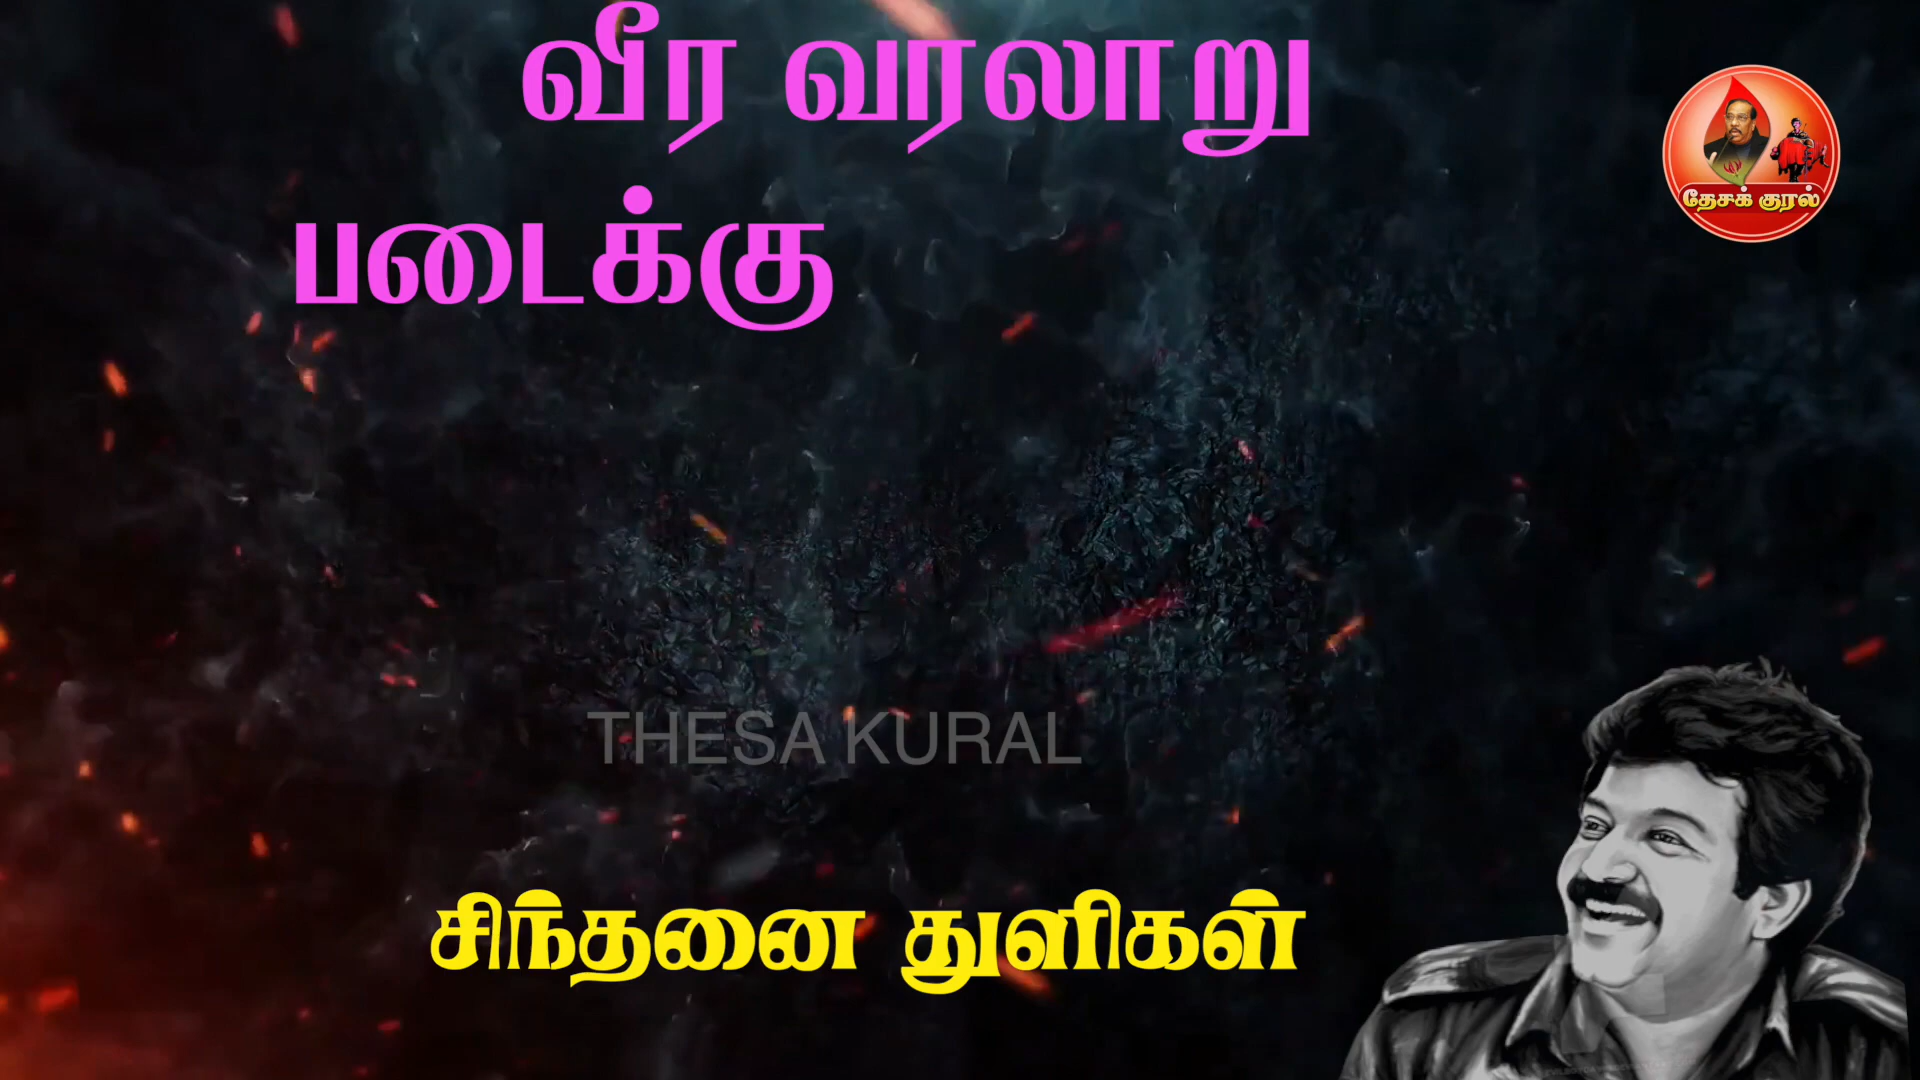 வீர வரலாறு
படைக்கு
தேசக் குரல்
THESA KURAL
சிந்தனை துளிகள்